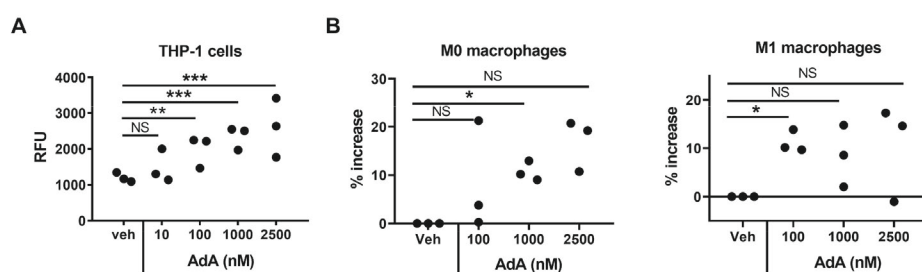 A
THP-1 cells
RFU
4000
3000
2000
1000
0
***
***
**
NS
veh
10
100
1000
2500
AdA (nM)
B
M0 macrophages
% increase
30
20
10
0
NS
*
NS
Veh
100
1000
2500
AdA (nM)
M1 macrophages
% increase
20
10
0
NS
NS
*
Veh
100
1000
2500
AdA (nM)